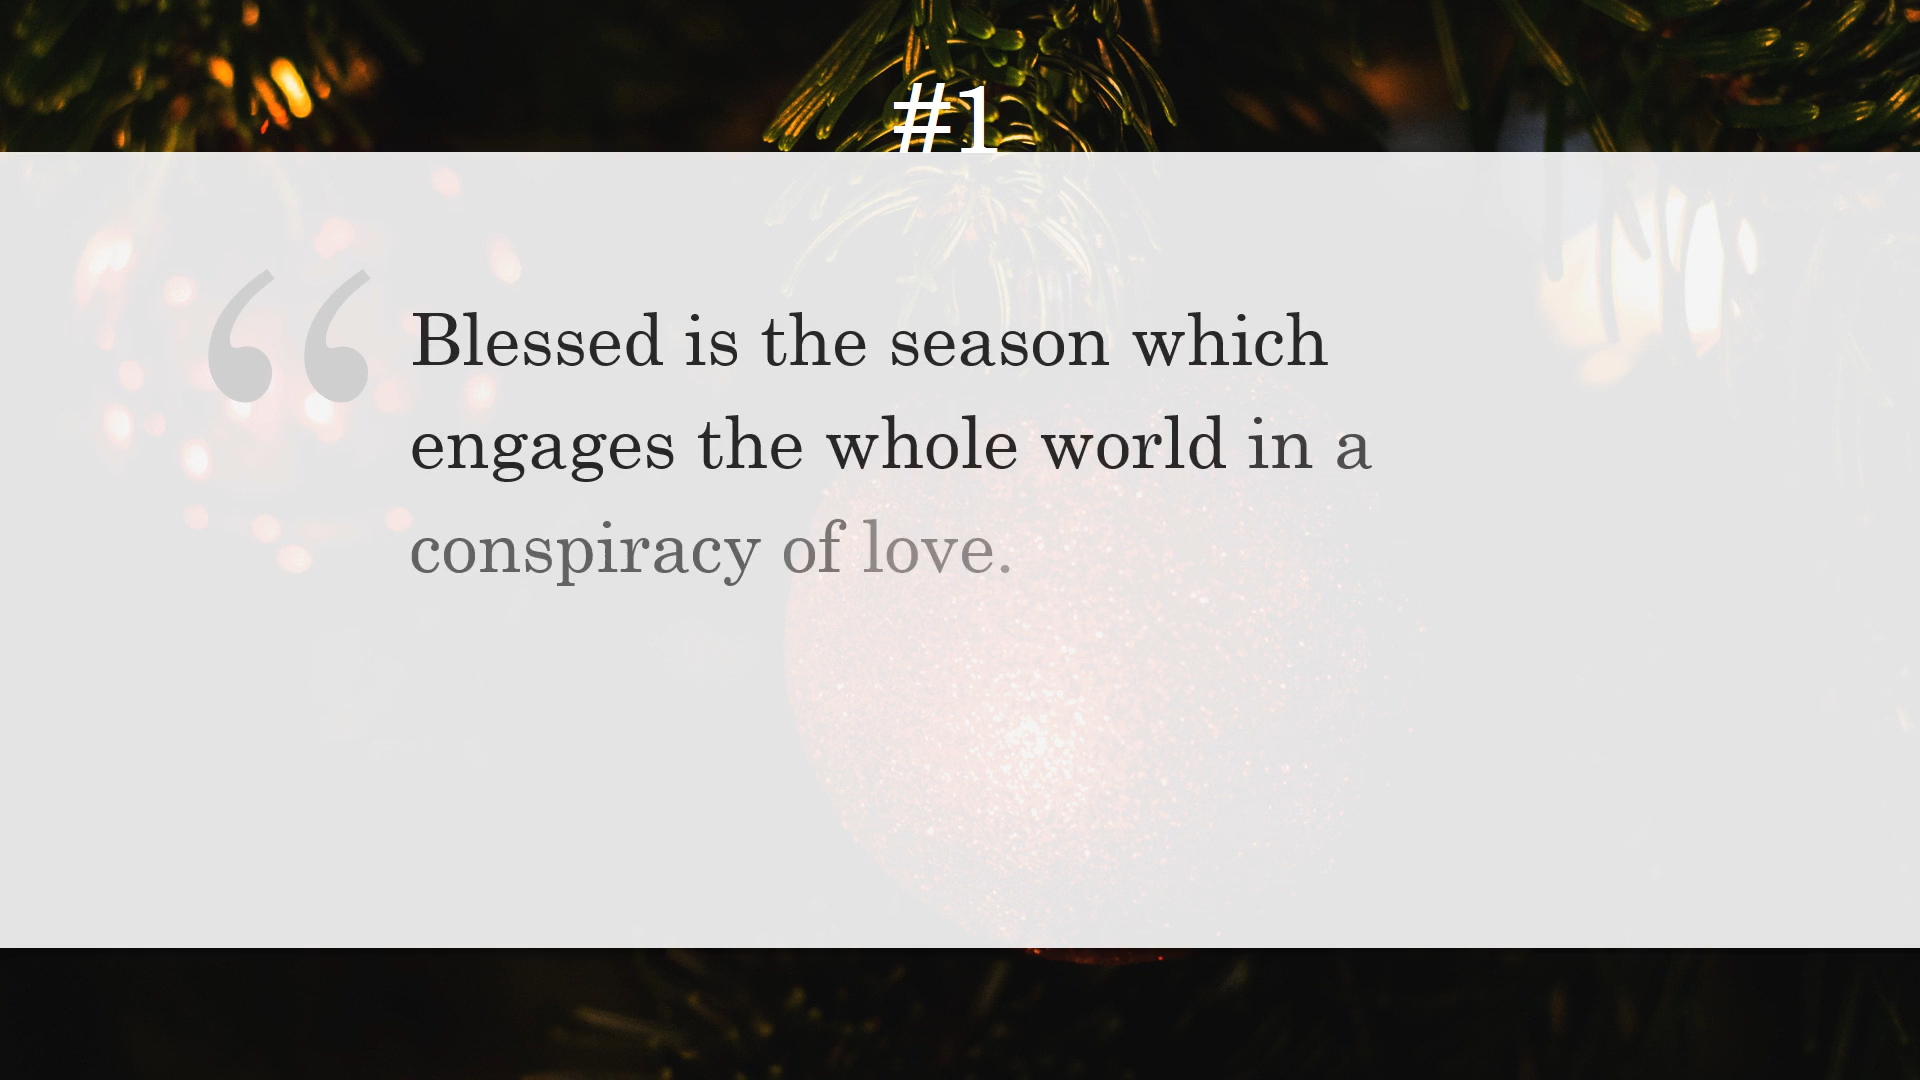 #1
“
Blessed is the season which
engages the whole world in a
conspiracy of love.